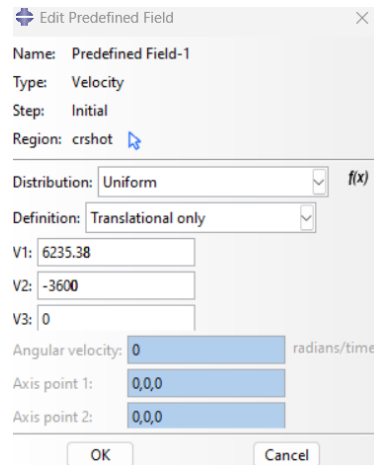 Edit Predefined Field
Name: Predefined Field-1
Type: Velocity
Step: Initial
Region: crshot
Distribution: Uniform f(x)
Definition: Translational only
V1: 6235.38
V2: -3600
V3: 0
Angular velocity: 0 radians/time
Axis point 1: 0,0,0
Axis point 2: 0,0,0
OK Cancel